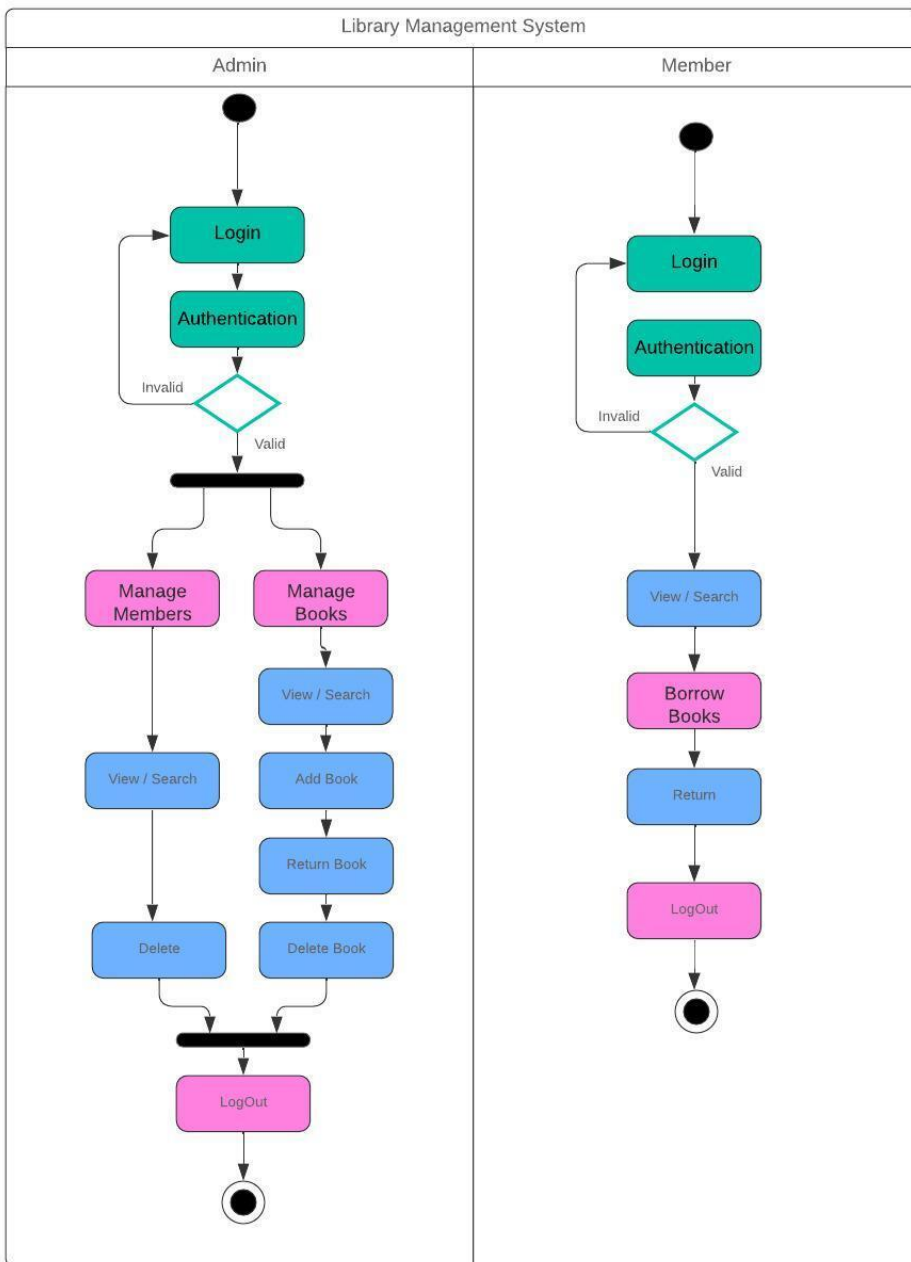 Library Management System
Admin
Member
Login
Authentication
Invalid
Valid
Manage
Members
Manage
Books
View / Search
View / Search
Add Book
Return Book
Delete
Delete Book
LogOut
Login
Authentication
Invalid
Valid
View / Search
Borrow
Books
Return
LogOut